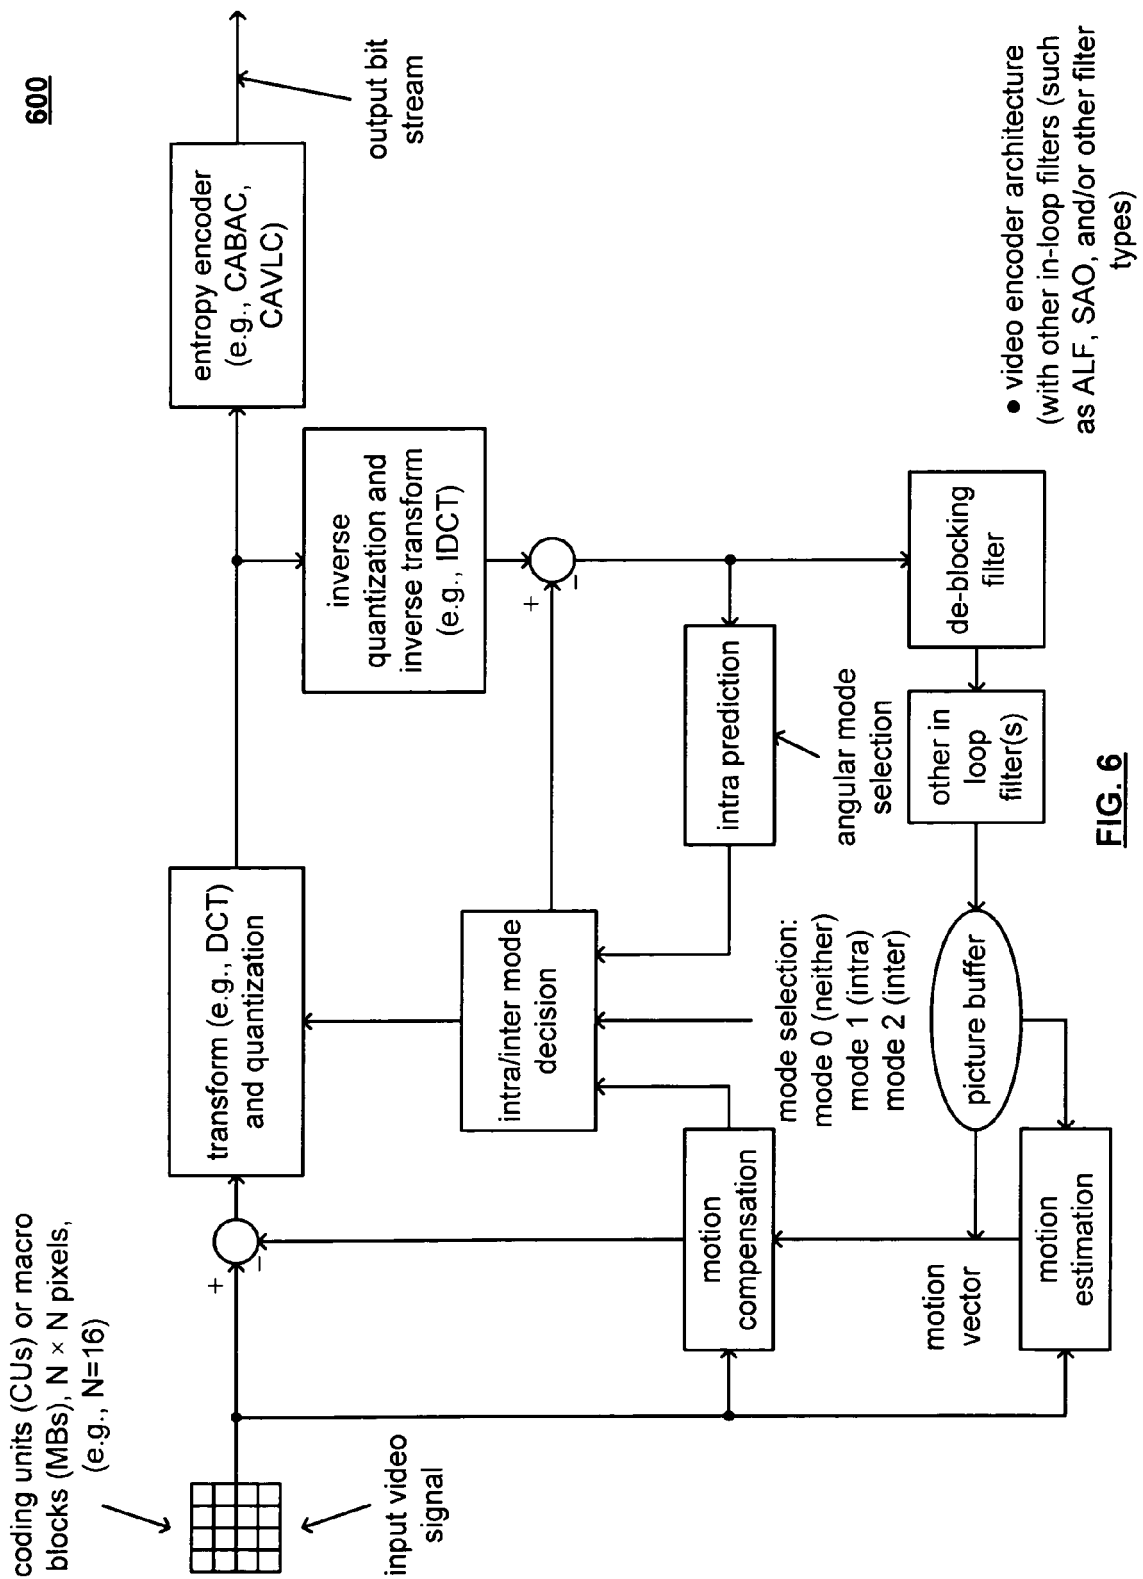 600
coding units (CUs) or macro
blocks (MBs), N × N pixels,
(e.g., N=16)
input video
signal
+
−
transform (e.g., DCT)
and quantization
entropy encoder
(e.g., CABAC,
CAVLC)
output bit
stream
inverse
quantization and
inverse transform
(e.g., IDCT)
+
−
intra/inter mode
decision
mode selection:
mode 0 (neither)
mode 1 (intra)
mode 2 (inter)
motion
compensation
intra prediction
angular mode
selection
motion
vector
motion
estimation
picture buffer
other in
loop
filter(s)
de-blocking
filter
● video encoder architecture
(with other in-loop filters (such
as ALF, SAO, and/or other filter
types)
FIG. 6